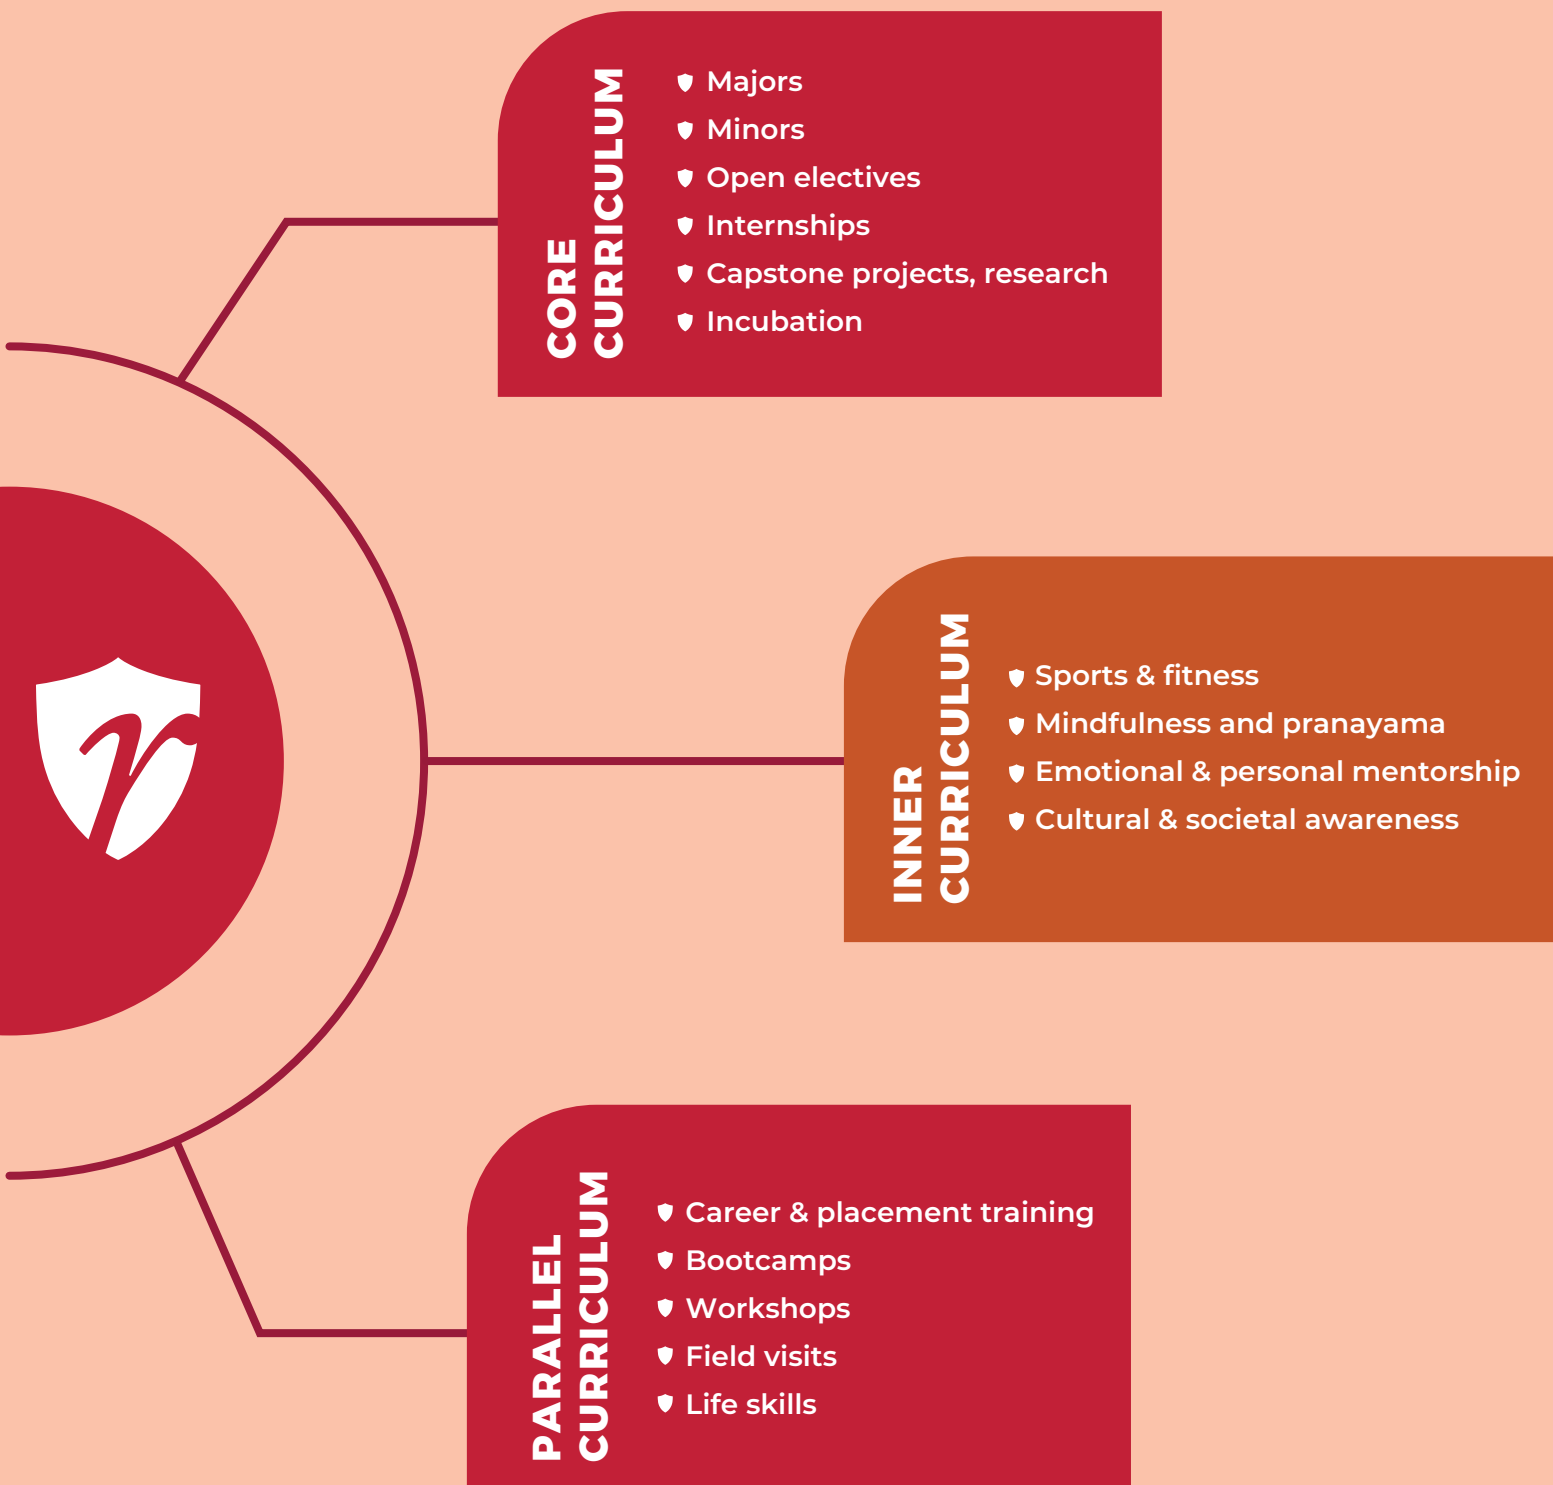 CORE
CURRICULUM
Majors
Minors
Open electives
Internships
Capstone projects, research
Incubation
INNER
CURRICULUM
Sports & fitness
Mindfulness and pranayama
Emotional & personal mentorship
Cultural & societal awareness
r
PARALLEL
CURRICULUM
Career & placement training
Bootcamps
Workshops
Field visits
Life skills